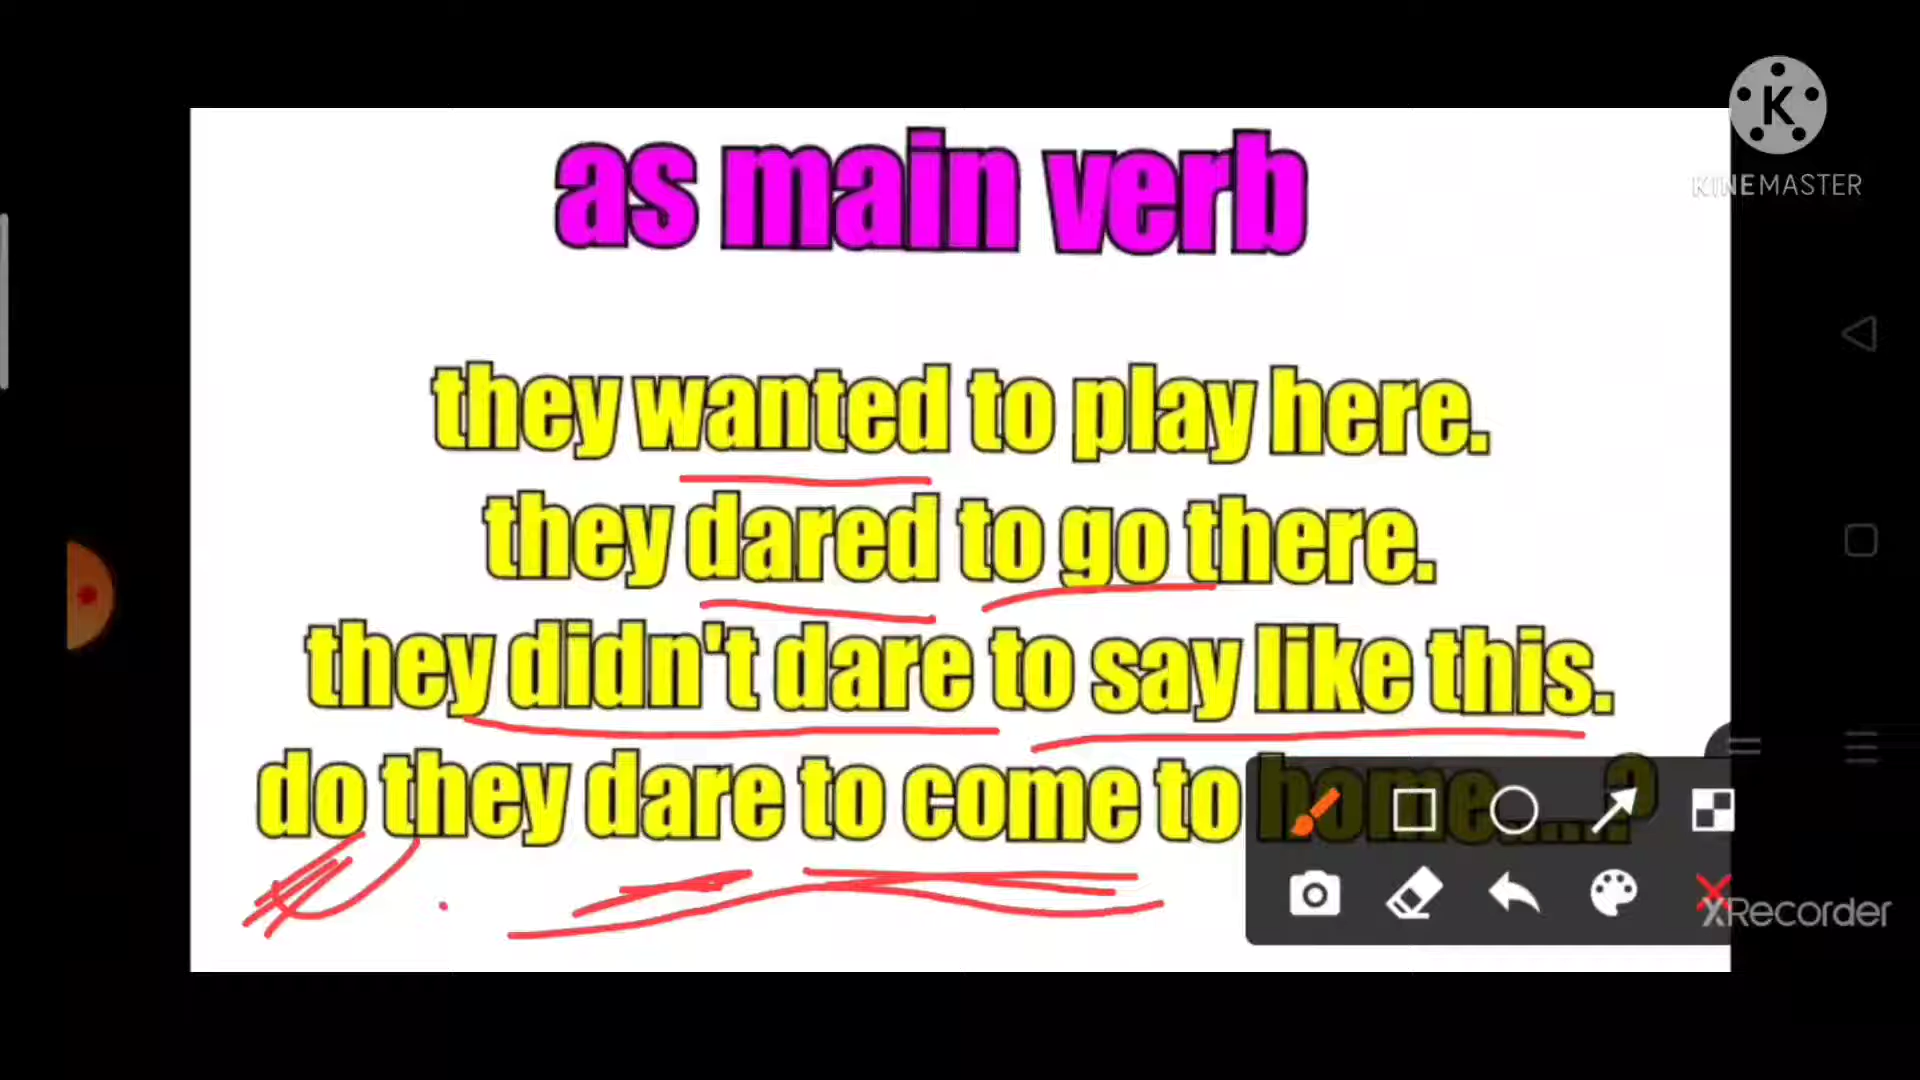 as main verb
KINEMASTER
they wanted to play here.
they dared to go there.
they didn't dare to say like this.
do they dare to come to home.....?
XRecorder